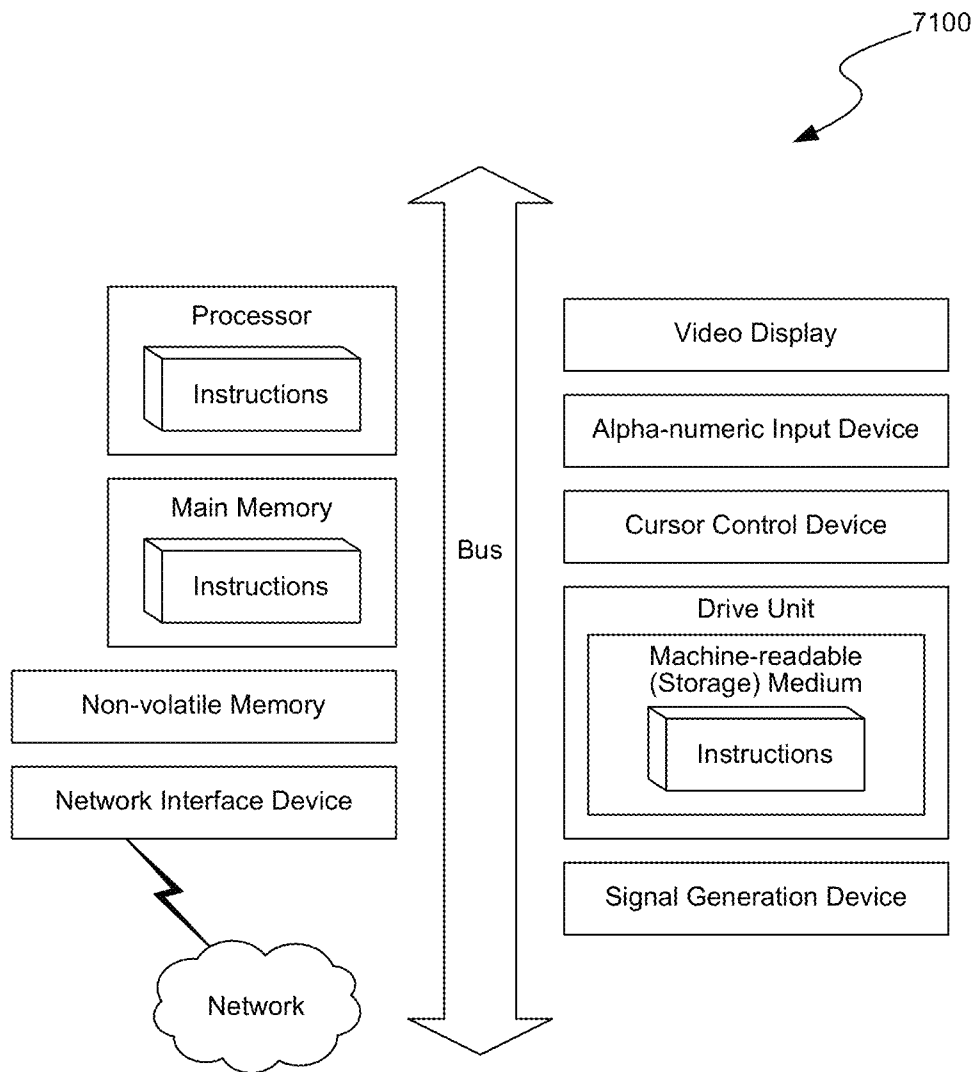 7100
Processor
Instructions
Main Memory
Instructions
Non-volatile Memory
Network Interface Device
Network
Bus
Video Display
Alpha-numeric Input Device
Cursor Control Device
Drive Unit
Machine-readable
(Storage) Medium
Instructions
Signal Generation Device